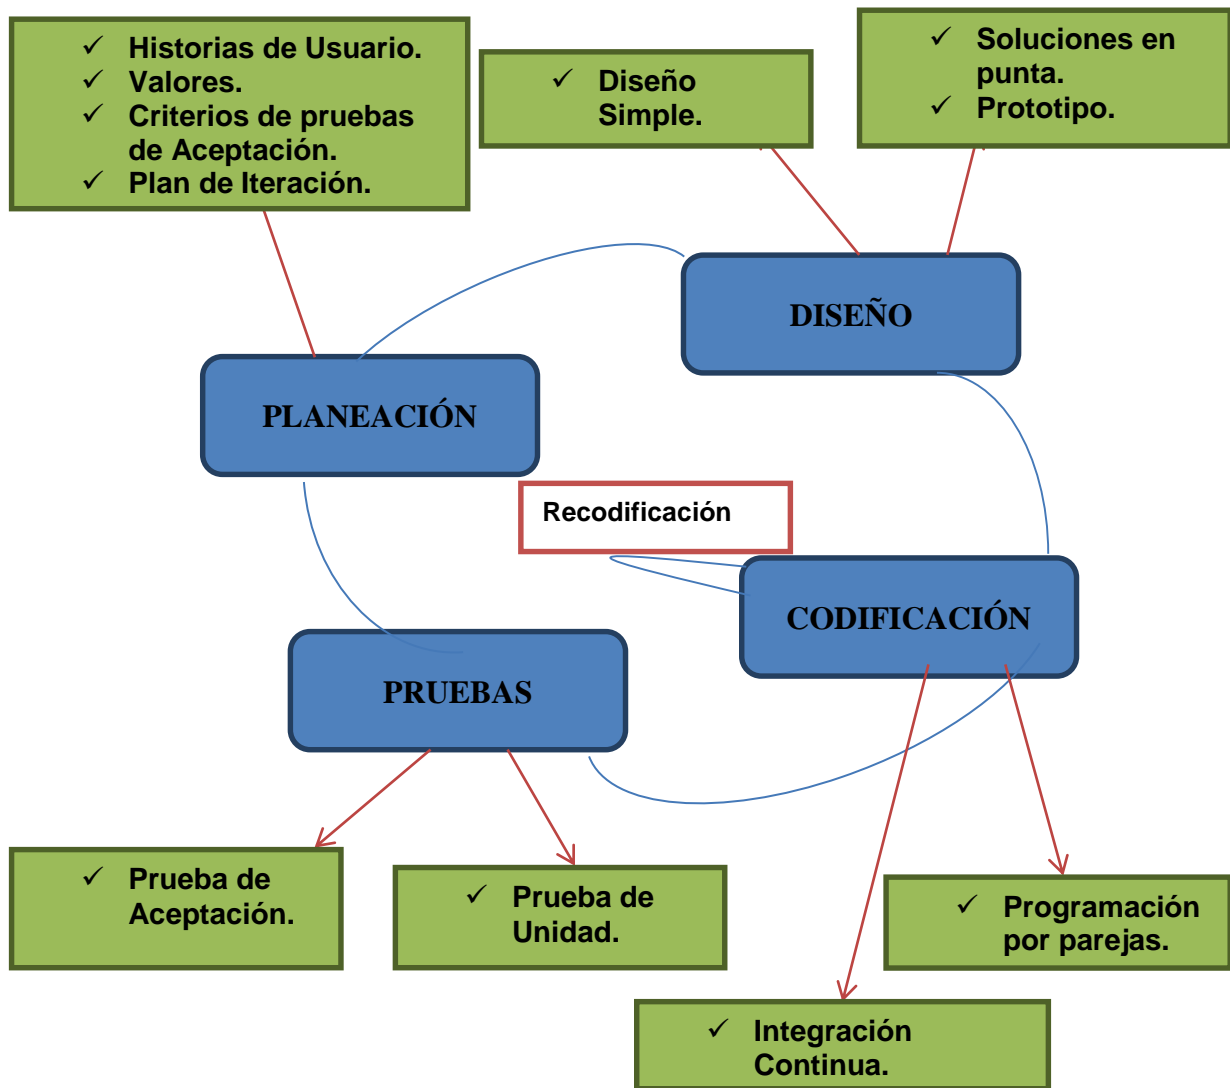 ✓ Historias de Usuario.
✓ Valores.
✓ Criterios de pruebas
de Aceptación.
✓ Plan de Iteración.
✓ Diseño
Simple.
✓ Soluciones en
punta.
✓ Prototipo.
DISEÑO
PLANEACIÓN
Recodificación
CODIFICACIÓN
PRUEBAS
✓ Prueba de
Aceptación.
✓ Prueba de
Unidad.
✓ Programación
por parejas.
✓ Integración
Continua.